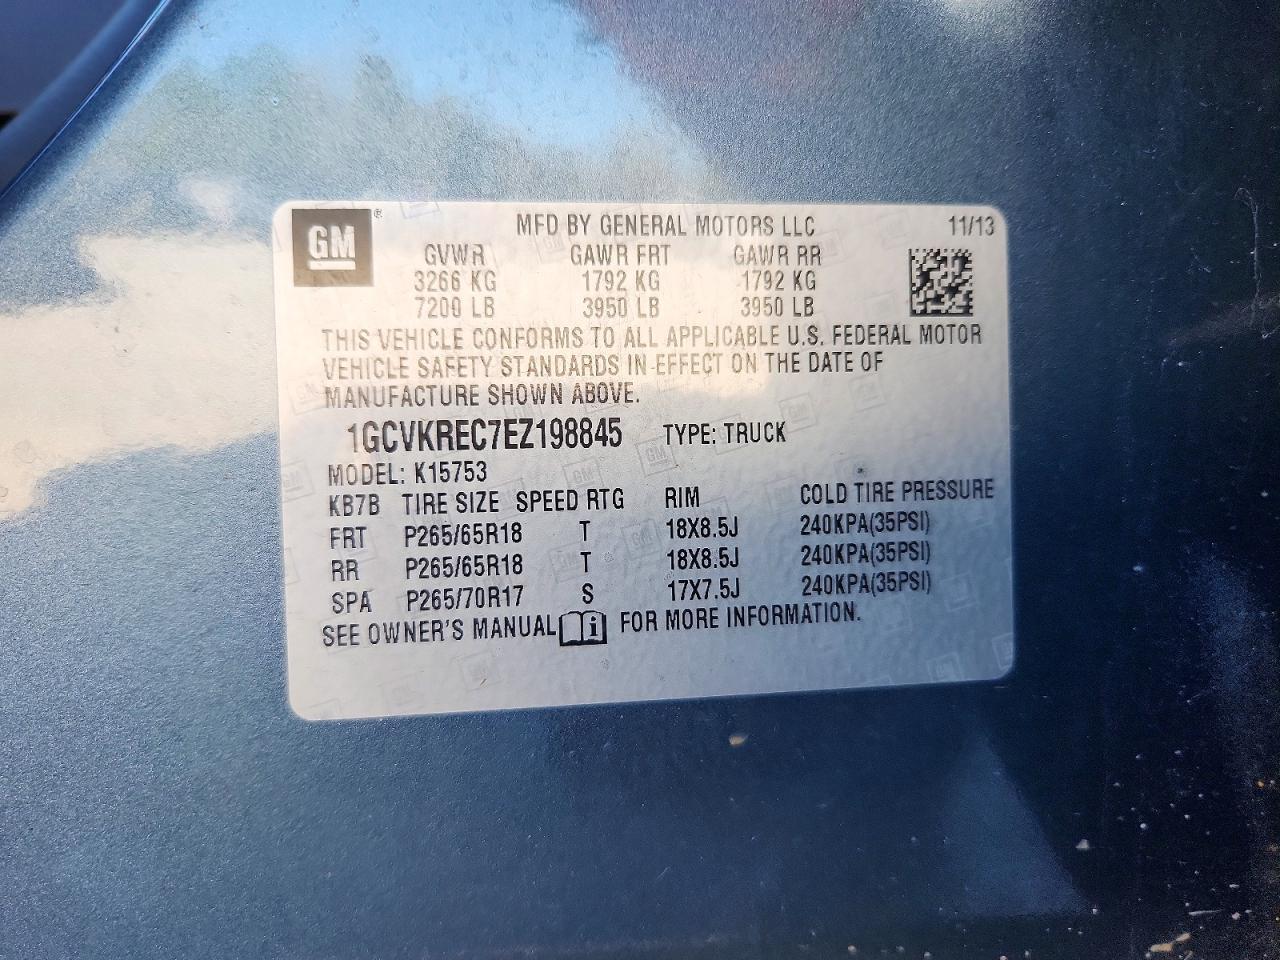 GM ® MFD BY GENERAL MOTORS LLC 11/13
GVWR GAWR FRT GAWR RR
3266 KG 1792 KG 1792 KG
7200 LB 3950 LB 3950 LB
THIS VEHICLE CONFORMS TO ALL APPLICABLE U.S. FEDERAL MOTOR
VEHICLE SAFETY STANDARDS IN EFFECT ON THE DATE OF
MANUFACTURE SHOWN ABOVE.
1GCVKREC7EZ198845 TYPE: TRUCK
MODEL: K15753
KB7B TIRE SIZE SPEED RTG RIM COLD TIRE PRESSURE
FRT P265/65R18 T 18X8.5J 240KPA(35PSI)
RR P265/65R18 T 18X8.5J 240KPA(35PSI)
SPA P265/70R17 S 17X7.5J 240KPA(35PSI)
SEE OWNER'S MANUAL i FOR MORE INFORMATION.